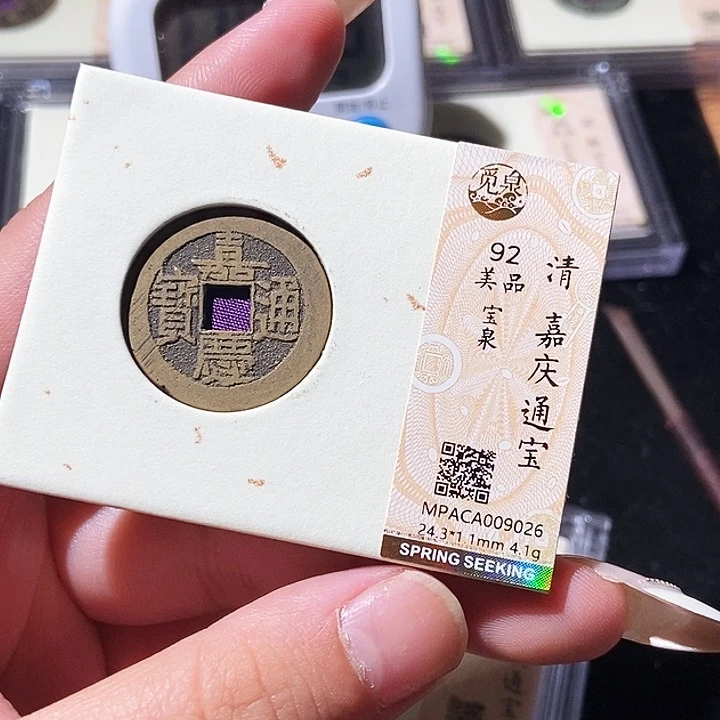 嘉慶通寶
觅泉
92
美品
宝泉
清 嘉庆通宝
MPACA009026
24.3*1.1mm 4.1g
SPRING SEEKING